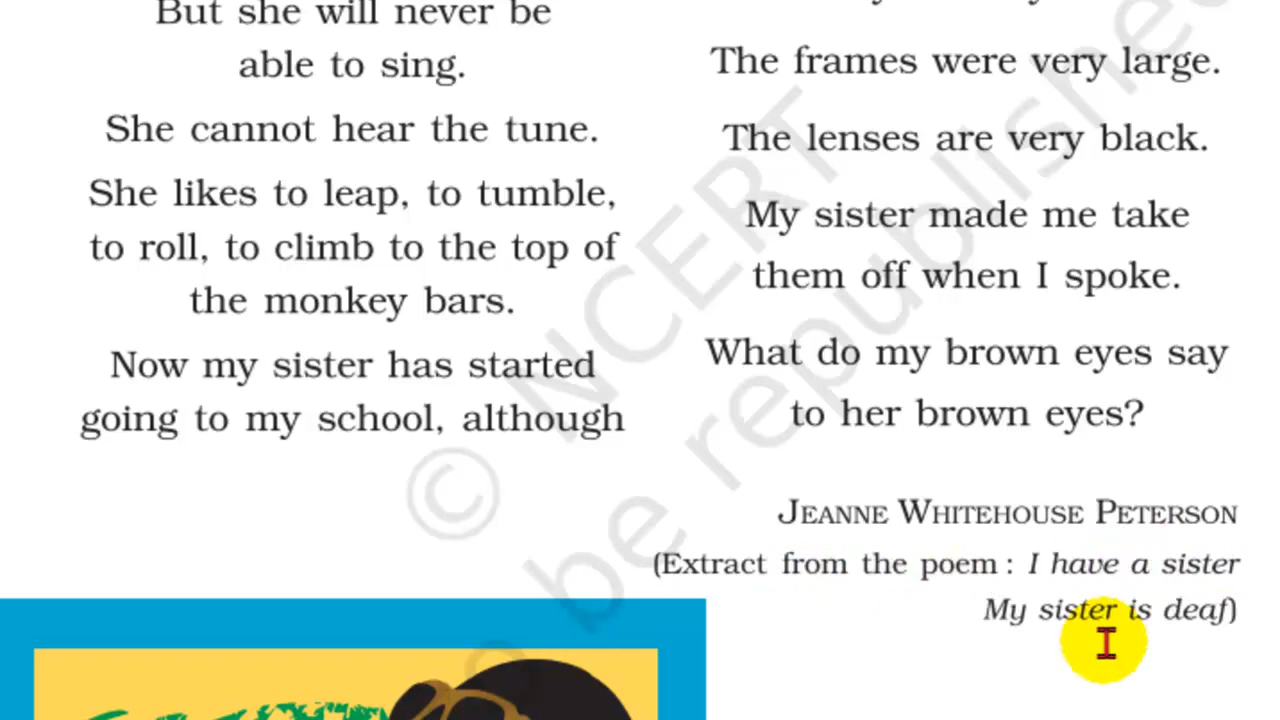 But she will never be
able to sing.
She cannot hear the tune.
She likes to leap, to tumble,
to roll, to climb to the top of
the monkey bars.
Now my sister has started
going to my school, although
The frames were very large.
The lenses are very black.
My sister made me take
them off when I spoke.
What do my brown eyes say
to her brown eyes?
JEANNE WHITEHOUSE PETERSON
(Extract from the poem : I have a sister
My sister is deaf)
© NCERT
be republished